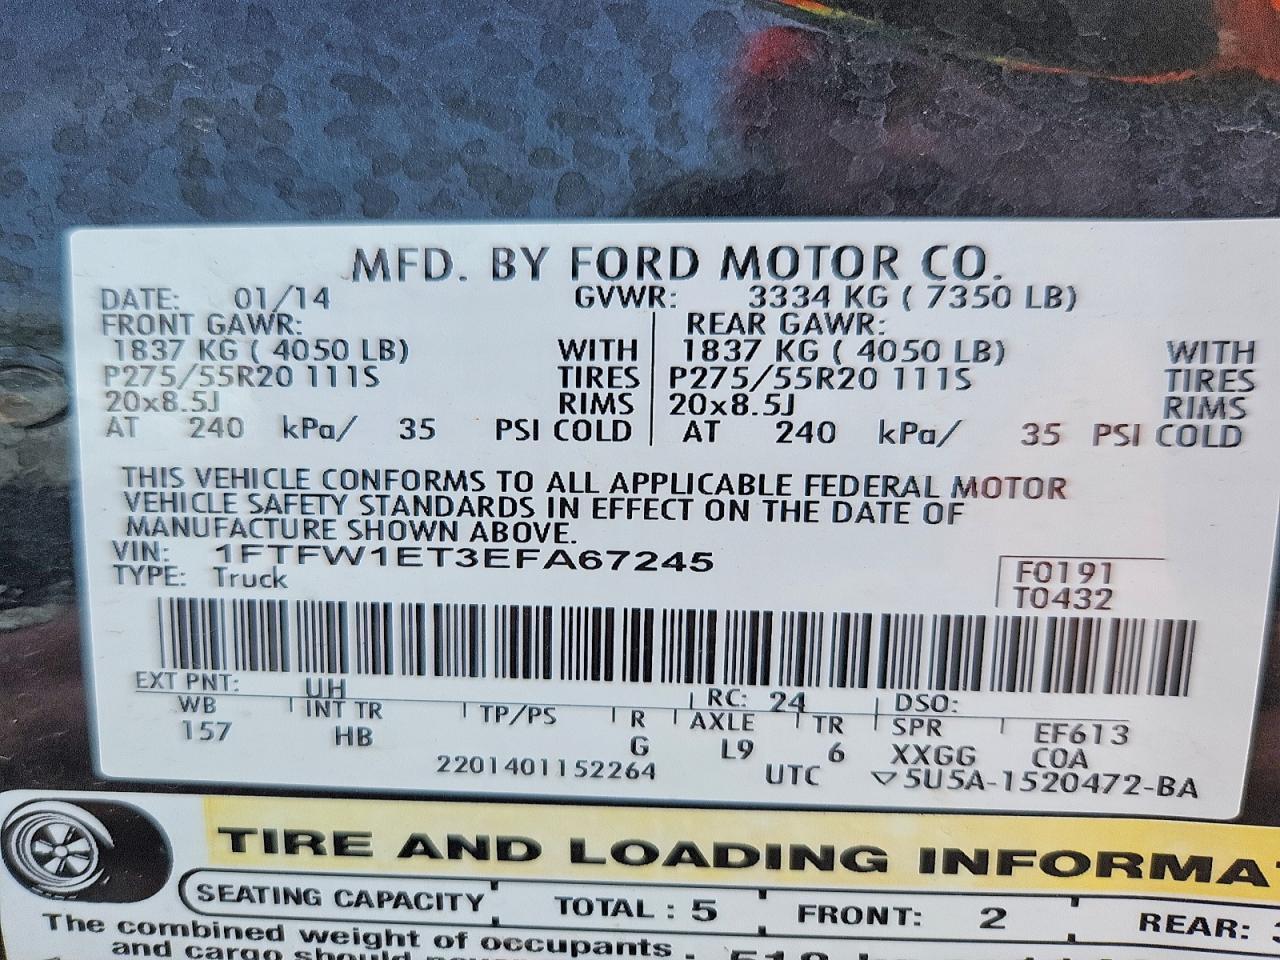 MFD. BY FORD MOTOR CO.
DATE: 01/14 GVWR: 3334 KG ( 7350 LB)
FRONT GAWR: REAR GAWR:
1837 KG ( 4050 LB) WITH 1837 KG ( 4050 LB) WITH
P275/55R20 111S TIRES P275/55R20 111S TIRES
20x8.5J RIMS 20x8.5J RIMS
AT 240 kPa/ 35 PSI COLD AT 240 kPa/ 35 PSI COLD
THIS VEHICLE CONFORMS TO ALL APPLICABLE FEDERAL MOTOR
VEHICLE SAFETY STANDARDS IN EFFECT ON THE DATE OF
MANUFACTURE SHOWN ABOVE.
VIN: 1FTFW1ET3EFA67245
TYPE: Truck
F0191
T0432
EXT PNT: UH RC: 24 DSO:
WB INT TR TP/PS R AXLE TR SPR EF613
157 HB G L9 6 XXGG COA
2201401152264 UTC ▽5U5A-1520472-BA
TIRE AND LOADING INFORMA
SEATING CAPACITY TOTAL : 5 FRONT: 2 REAR:
The combined weight of occupants
and cargo should